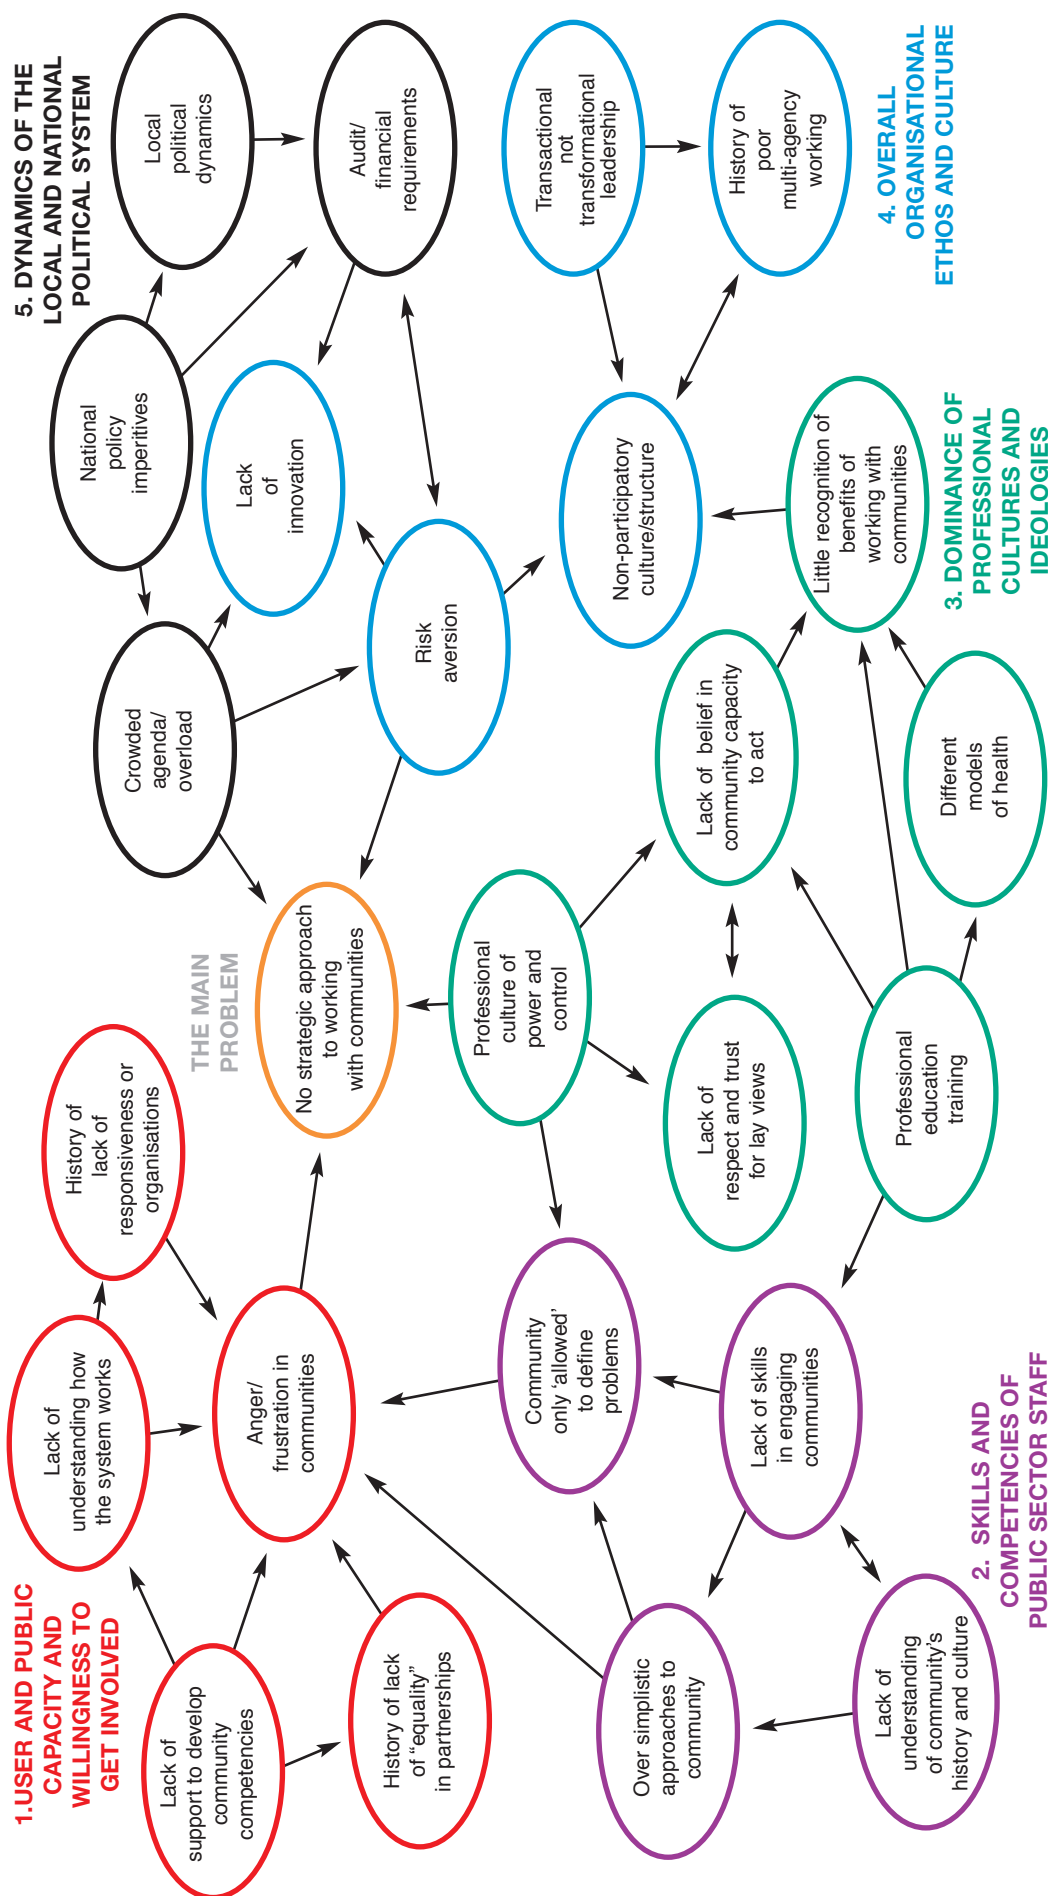 1.USER AND PUBLIC
CAPACITY AND
WILLINGNESS TO
GET INVOLVED
Lack of
understanding how
the system works
History of
lack of
responsiveness or
organisations
Lack of
support to develop
community
competencies
Anger/
frustration in
communities
History of lack
of “equality”
in partnerships
THE MAIN
PROBLEM
No strategic approach
to working
with communities
5. DYNAMICS OF THE
LOCAL AND NATIONAL
POLITICAL SYSTEM
National
policy
imperitives
Local
political
dynamics
Crowded
agenda/
overload
Lack
of
innovation
Audit/
financial
requirements
Risk
aversion
Professional
culture of
power and
control
Community
only ‘allowed’
to define
problems
Over simplistic
approaches to
community
Lack of skills
in engaging
communities
Lack of
understanding
of community’s
history and culture
2. SKILLS AND
COMPETENCIES OF
PUBLIC SECTOR STAFF
Lack of
respect and trust
for lay views
Lack of belief in
community capacity
to act
Professional
education
training
Different
models
of health
Little recognition of
benefits of
working with
communities
3. DOMINANCE OF
PROFESSIONAL
CULTURES AND
IDEOLOGIES
Non-participatory
culture/structure
Transactional
not
transformational
leadership
History of
poor
multi-agency
working
4. OVERALL
ORGANISATIONAL
ETHOS AND CULTURE